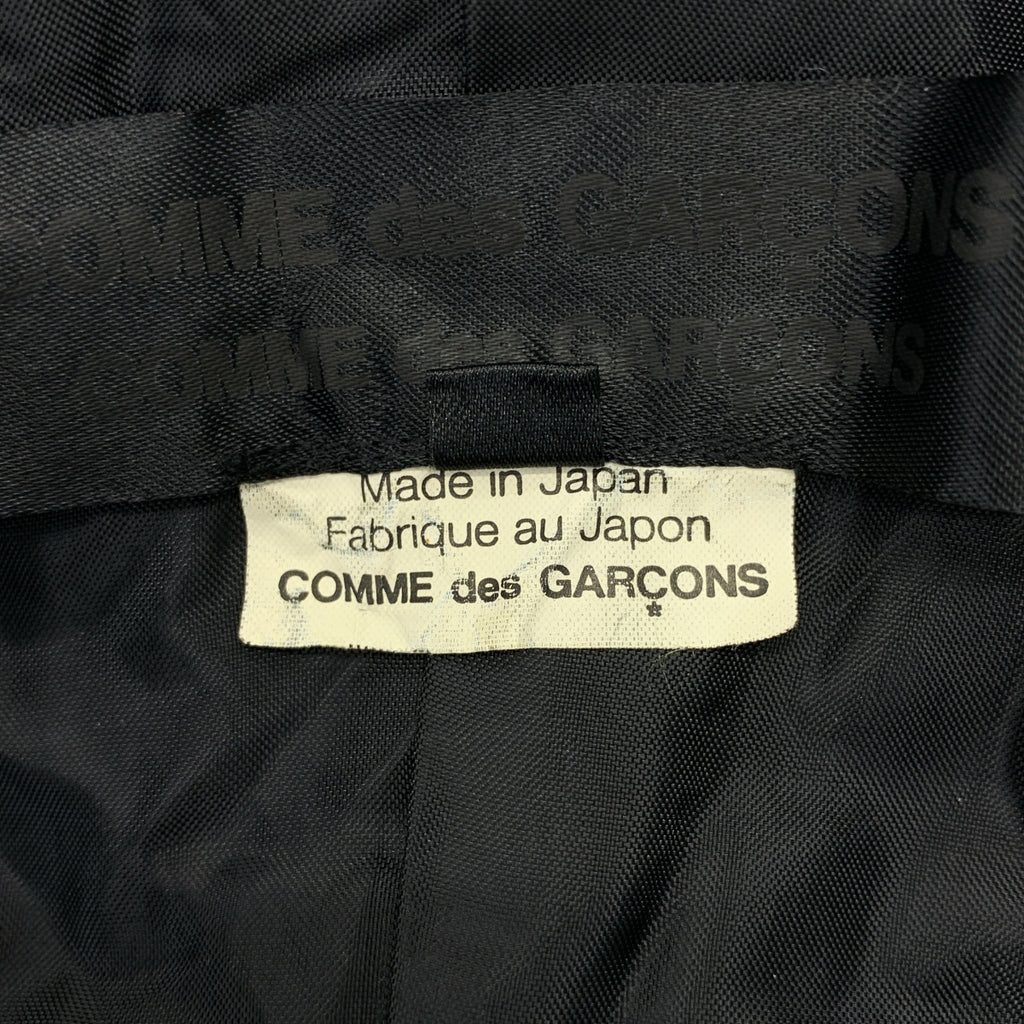 COMME des GARÇONS
COMME des GARÇONS
Made in Japan
Fabrique au Japon
COMME des GARÇONS